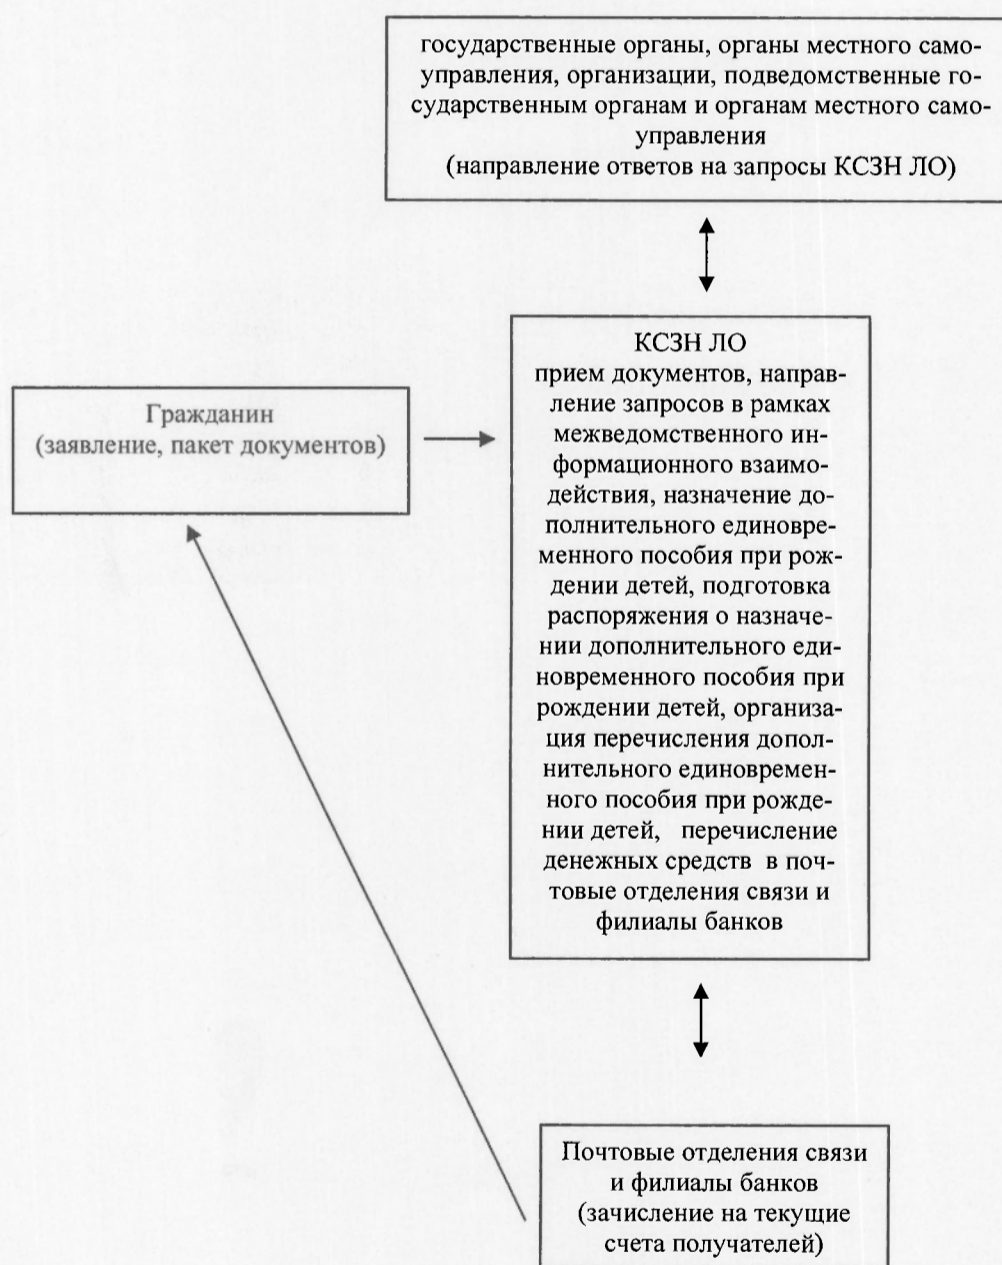 государственные органы, органы местного само-
управления, организации, подведомственные го-
сударственным органам и органам местного само-
управления
(направление ответов на запросы КСЗН ЛО)
Гражданин
(заявление, пакет документов)
КСЗН ЛО
прием документов, направ-
ление запросов в рамках
межведомственного ин-
формационного взаимо-
действия, назначение до-
полнительного единовре-
менного пособия при рож-
дении детей, подготовка
распоряжения о назначе-
нии дополнительного еди-
новременного пособия при
рождении детей, организа-
ция перечисления допол-
нительного единовремен-
ного пособия при рожде-
нии детей, перечисление
денежных средств в поч-
товые отделения связи и
филиалы банков
Почтовые отделения связи
и филиалы банков
(зачисление на текущие
счета получателей)